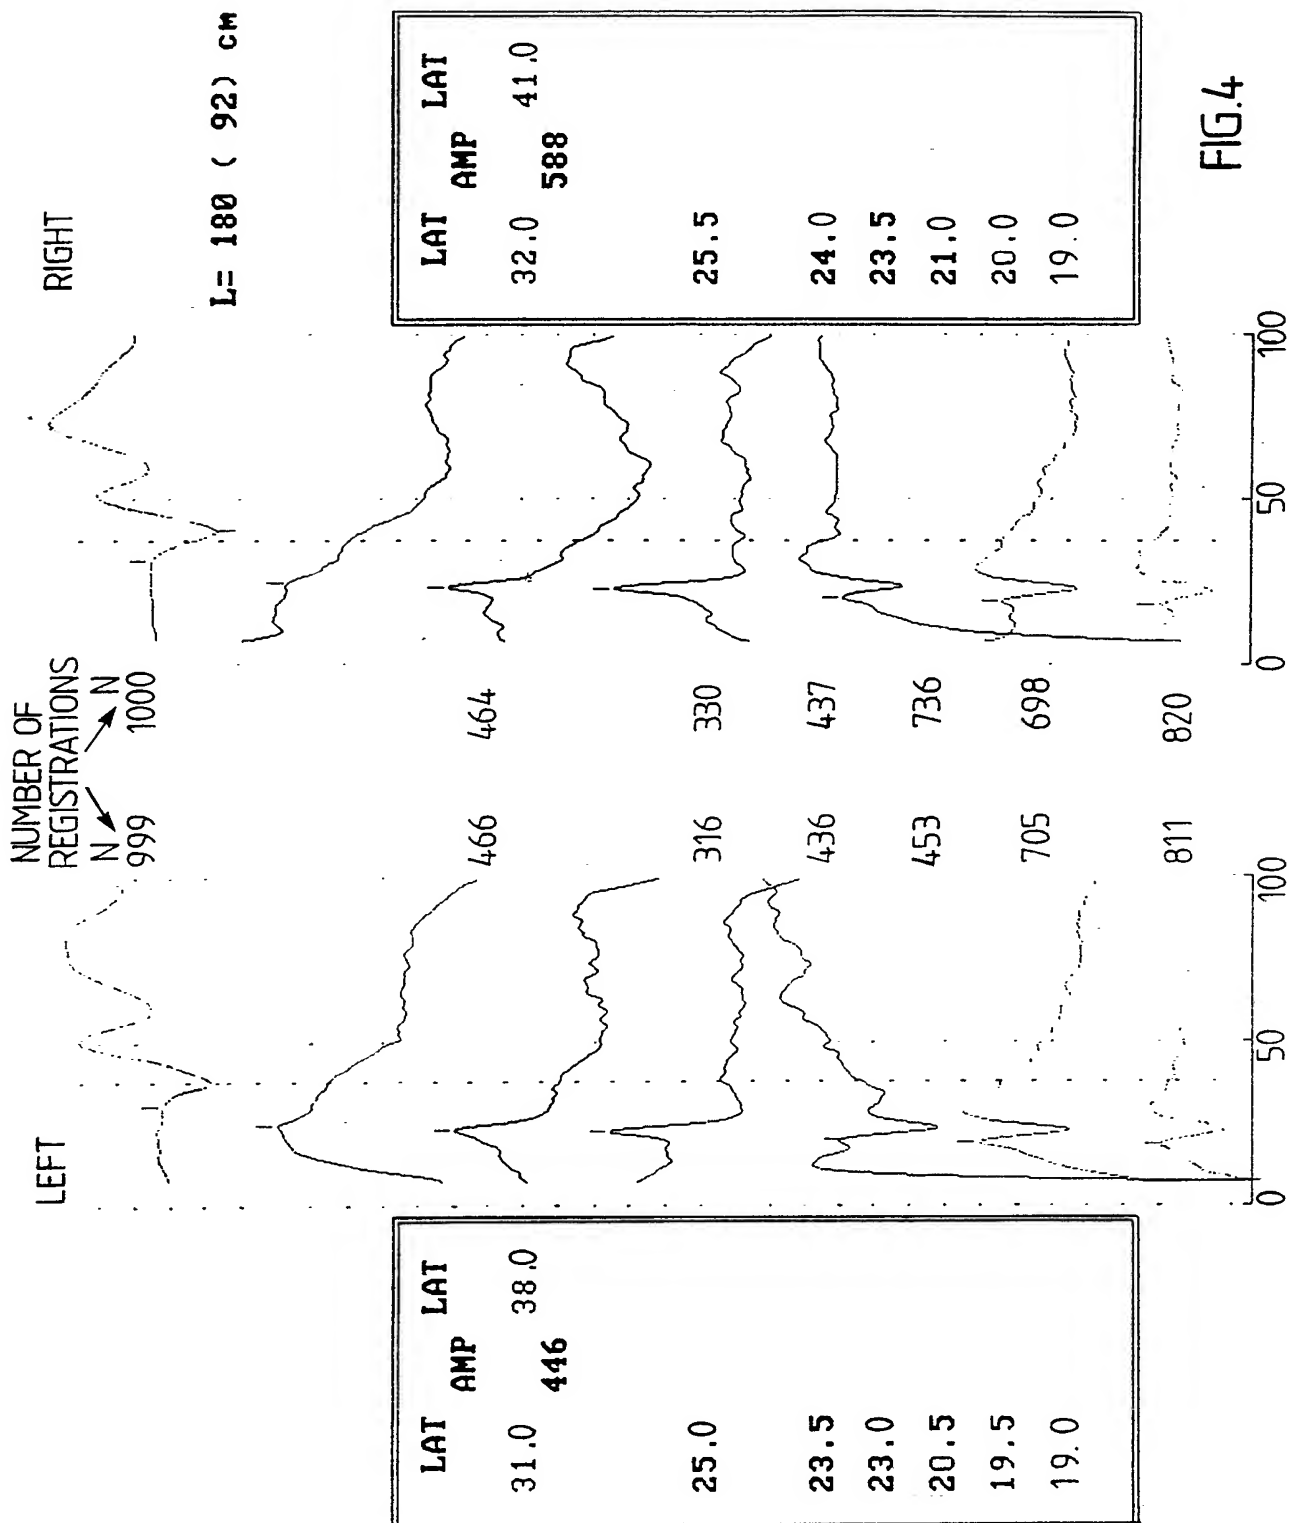 LEFT
NUMBER OF
REGISTRATIONS
N N
999 1000
RIGHT
L= 180 ( 92) cm
466 464
316 330
436 437
453 736
705 698
811 820
LAT LAT
AMP
31.0 38.0
446
25.0
23.5
23.0
20.5
19.5
19.0
LAT LAT
AMP
32.0 41.0
588
25.5
24.0
23.5
21.0
20.0
19.0
0 50 100
0 50 100
FIG.4